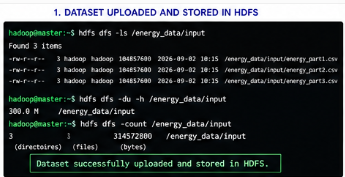 1. DATASET UPLOADED AND STORED IN HDFS
hadoop@master:~$ hdfs dfs -ls /energy_data/input
Found 3 items
-rw-r--r-- 3 hadoop hadoop 104857600 2026-09-02 10:15 /energy_data/input/energy_part1.csv
-rw-r--r-- 3 hadoop hadoop 104857600 2026-09-02 10:15 /energy_data/input/energy_part2.csv
-rw-r--r-- 3 hadoop hadoop 104857600 2026-09-02 10:15 /energy_data/input/energy_part3.csv
hadoop@master:~$ hdfs dfs -du -h /energy_data/input
300.0 M /energy_data/input
hadoop@master:~$ hdfs dfs -count /energy_data/input
3 314572800 /energy_data/input
(directoires) (files) (bytes)
Dataset successfully uploaded and stored in HDFS.